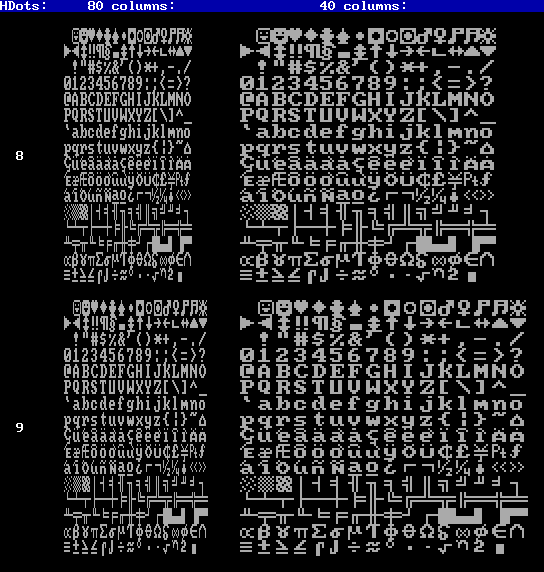 HDots: 80 columns: 40 columns:
☺☻♥♦♣♠•◘○◙♂♀♪♫☼ ☺☻♥♦♣♠•◘○◙♂♀♪♫☼
►◄↕‼¶§▬↨↑↓→←∟↔▲▼ ►◄↕‼¶§▬↨↑↓→←∟↔▲▼
!"#$%&'()*+,-./ !"#$%&'()*+,-./
0123456789:;<=>? 0123456789:;<=>?
@ABCDEFGHIJKLMNO @ABCDEFGHIJKLMNO
PQRSTUVWXYZ[\]^_ PQRSTUVWXYZ[\]^_
`abcdefghijklmno `abcdefghijklmno
pqrstuvwxyz{¦}~⌂ pqrstuvwxyz{¦}~⌂
8
ÇüéâäàåçêëèïîìÄÅ ÇüéâäàåçêëèïîìÄÅ
ÉæÆôöòûùÿÖÜ¢£¥₧ƒ ÉæÆôöòûùÿÖÜ¢£¥₧ƒ
áíóúñÑªº¿⌐¬½¼¡«» áíóúñÑªº¿⌐¬½¼¡«»
░▒▓│┤╡╢╖╕╣║╗╝╜╛┐ ░▒▓│┤╡╢╖╕╣║╗╝╜╛┐
└┴┬├─┼╞╟╚╔╩╦╠═╬╧ └┴┬├─┼╞╟╚╔╩╦╠═╬╧
╨╤╥╙╘╒╓╫╪┘┌█▄▌▐▀ ╨╤╥╙╘╒╓╫╪┘┌█▄▌▐▀
αßΓπΣσµτΦΘΩδ∞φε∩ αßΓπΣσµτΦΘΩδ∞φε∩
≡±≥≤⌠⌡÷≈°∙·√ⁿ²■ ≡±≥≤⌠⌡÷≈°∙·√ⁿ²■
☺☻♥♦♣♠•◘○◙♂♀♪♫☼ ☺☻♥♦♣♠•◘○◙♂♀♪♫☼
►◄↕‼¶§▬↨↑↓→←∟↔▲▼ ►◄↕‼¶§▬↨↑↓→←∟↔▲▼
!"#$%&'()*+,-./ !"#$%&'()*+,-./
0123456789:;<=>? 0123456789:;<=>?
@ABCDEFGHIJKLMNO @ABCDEFGHIJKLMNO
PQRSTUVWXYZ[\]^_ PQRSTUVWXYZ[\]^_
`abcdefghijklmno `abcdefghijklmno
pqrstuvwxyz{¦}~⌂ pqrstuvwxyz{¦}~⌂
9
ÇüéâäàåçêëèïîìÄÅ ÇüéâäàåçêëèïîìÄÅ
ÉæÆôöòûùÿÖÜ¢£¥₧ƒ ÉæÆôöòûùÿÖÜ¢£¥₧ƒ
áíóúñÑªº¿⌐¬½¼¡«» áíóúñÑªº¿⌐¬½¼¡«»
░▒▓│┤╡╢╖╕╣║╗╝╜╛┐ ░▒▓│┤╡╢╖╕╣║╗╝╜╛┐
└┴┬├─┼╞╟╚╔╩╦╠═╬╧ └┴┬├─┼╞╟╚╔╩╦╠═╬╧
╨╤╥╙╘╒╓╫╪┘┌█▄▌▐▀ ╨╤╥╙╘╒╓╫╪┘┌█▄▌▐▀
αßΓπΣσµτΦΘΩδ∞φε∩ αßΓπΣσµτΦΘΩδ∞φε∩
≡±≥≤⌠⌡÷≈°∙·√ⁿ²■ ≡±≥≤⌠⌡÷≈°∙·√ⁿ²■